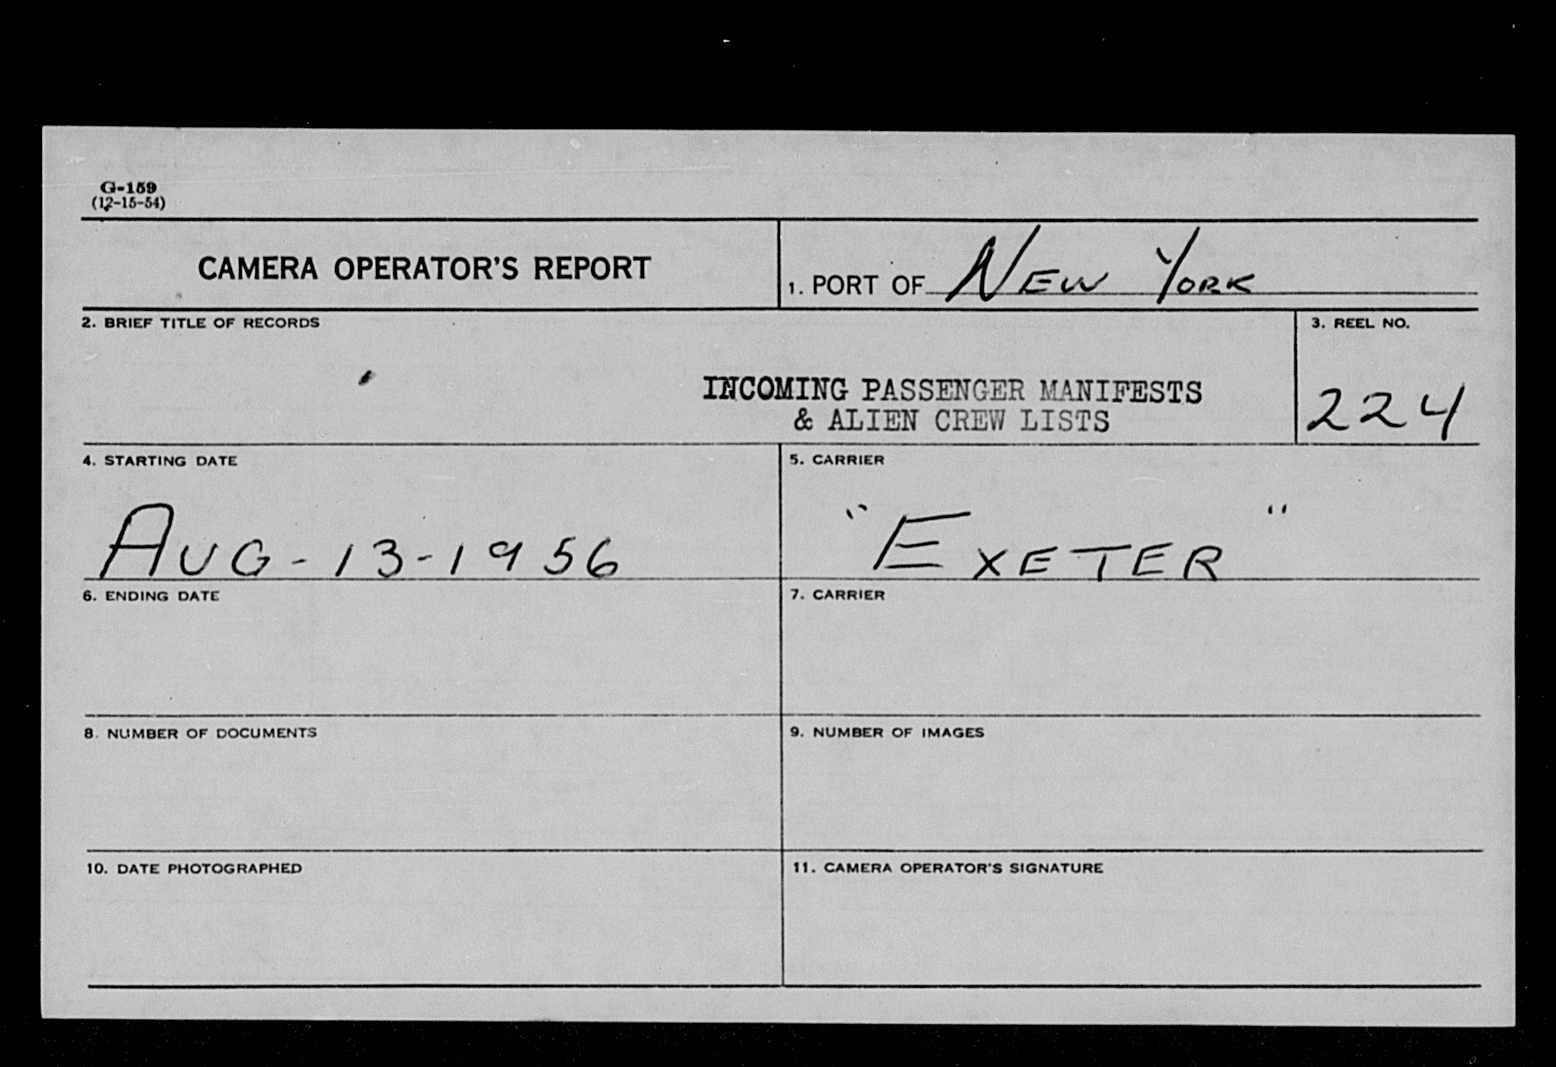 G-159
(12-15-54)
CAMERA OPERATOR'S REPORT
1. PORT OF NEW YORK
2. BRIEF TITLE OF RECORDS
INCOMING PASSENGER MANIFESTS
& ALIEN CREW LISTS
3. REEL NO.
224
4. STARTING DATE
AUG-13-1956
5. CARRIER
"EXETER"
6. ENDING DATE
7. CARRIER
8. NUMBER OF DOCUMENTS
9. NUMBER OF IMAGES
10. DATE PHOTOGRAPHED
11. CAMERA OPERATOR'S SIGNATURE